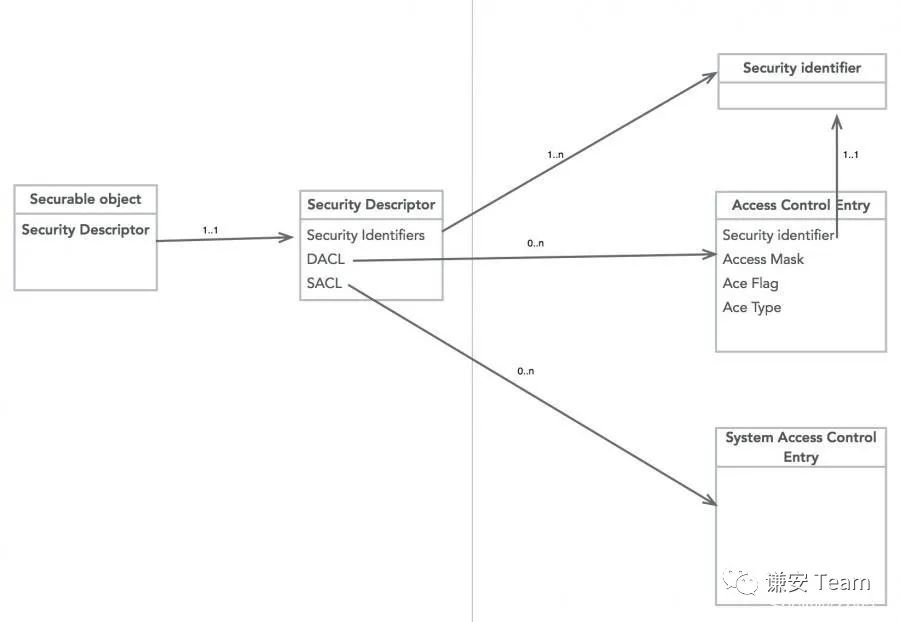 Securable object
Security Descriptor
1..1
Security Descriptor
Security Identifiers
DACL
SACL
1..n
0..n
0..n
Security identifier
1..1
Access Control Entry
Security identifier
Access Mask
Ace Flag
Ace Type
System Access Control
Entry
谦安 Team